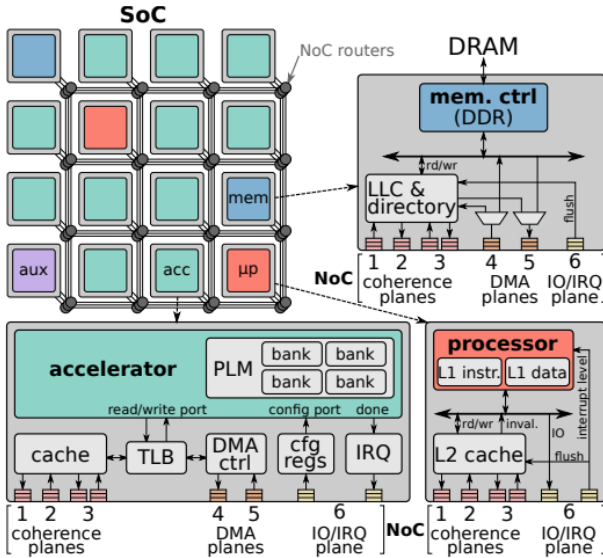 SoC
NoC routers
mem
aux
acc
µp
DRAM
mem. ctrl
(DDR)
rd/wr
LLC &
directory
flush
NoC
1 2 3 4 5 6
coherence
planes
DMA
planes
IO/IRQ
plane
accelerator
PLM
bank bank
bank bank
read/write port
config port
done
cache
TLB
DMA
ctrl
cfg
regs
IRQ
1 2 3 4 5 6
coherence
planes
DMA
planes
IO/IRQ
plane
NoC
processor
L1 instr.
L1 data
interrupt level
rd/wr
inval.
IO
L2 cache
flush
1 2 3 6
coherence
planes
IO/IRQ
plane